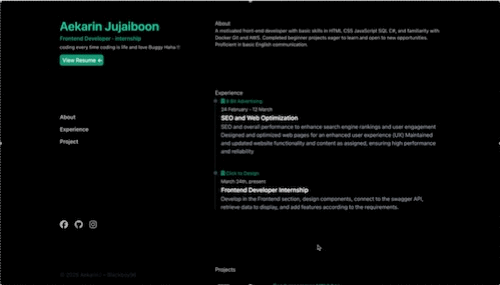 Aekarin Jujaiboon
Frontend Developer - Internship
coding every time coding is life and love Buggy Haha !!
View Resume
About
Experience
Project
About
A motivated front-end developer with basic skills in HTML CSS JavaScript SQL C#, and familiarity with
Docker Git and AWS. Completed beginner projects eager to learn and open to new opportunities.
Proficient in basic English communication.
Experience
8 Bit Advertising
24 February - 12 March
SEO and Web Optimization
SEO and overall performance to enhance search engine rankings and user engagement
Designed and optimized web pages for an enhanced user experience (UX) Maintained
and updated website functionality and content as assigned, ensuring high performance
and reliability
Click to Design
March 24th, present
Frontend Developer Internship
Develop in the Frontend section, design components, connect to the swagger API,
retrieve data to display, and add features according to the requirements.
Projects